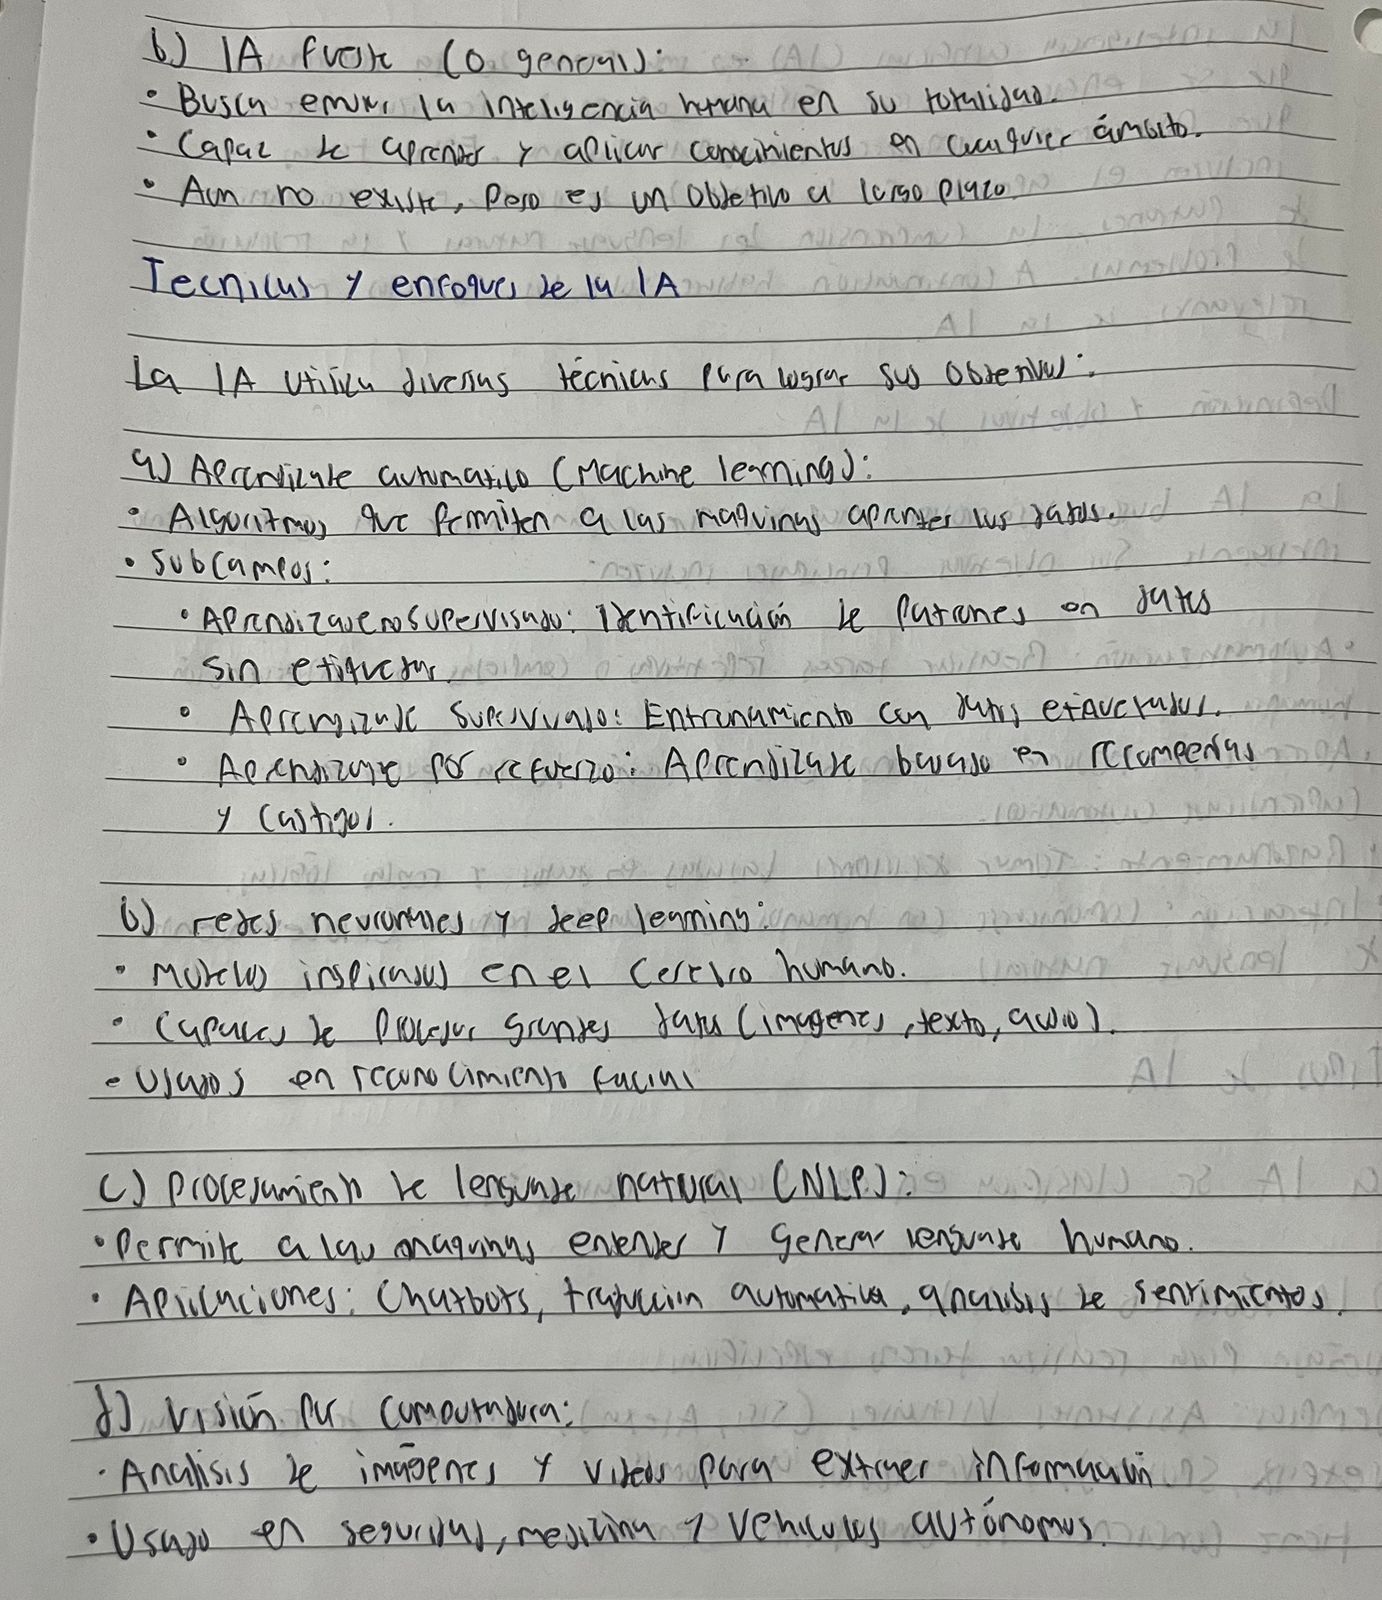 b) IA fuerte (o general):
• Busca emular la inteligencia humana en su totalidad.
• Capaz de aprender y aplicar conocimientos en cualquier ámbito.
• Aun no existe, pero es un objetivo a largo plazo.
Tecnicas y enfoques de la IA
La IA utiliza diversas técnicas para lograr sus objetivos:
a) Aprendizaje automatico (Machine learning):
• Algoritmos que permiten a las maquinas aprender los datos.
• Subcampos:
• Aprendizaje no supervisado: Identificación de patrones en datos
sin etiquetar.
• Aprendizaje supervisado: Entrenamiento con datos etiquetados.
• Aprendizaje por refuerzo: Aprendizaje basado en recompensas
y castigos.
b) redes neuronales y deep learning:
• Modelos inspirados en el cerebro humano.
• Capaces de procesar grandes datos (imagenes, texto, audio).
• Usados en reconocimiento facial
c) Procesamiento de lenguaje natural (NLP.):
• Permite a las maquinas entender y generar lenguaje humano.
• Aplicaciones: Chatbots, traducción automatica, analisis de sentimientos.
d) Visión por computadora:
• Analisis de imágenes y videos para extraer información
• Usado en seguridad, medicina y vehiculos autónomos.